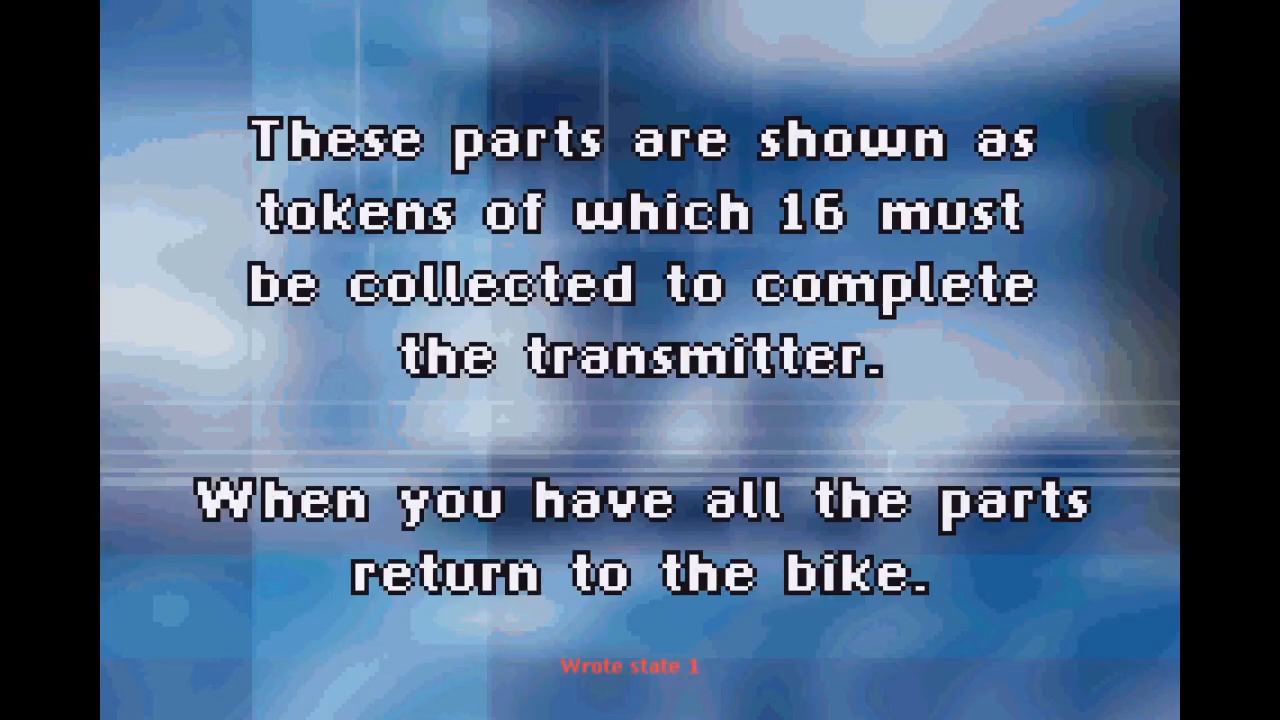 These parts are shown as
tokens of which 16 must
be collected to complete
the transmitter.
When you have all the parts
return to the bike.
Wrote state 1